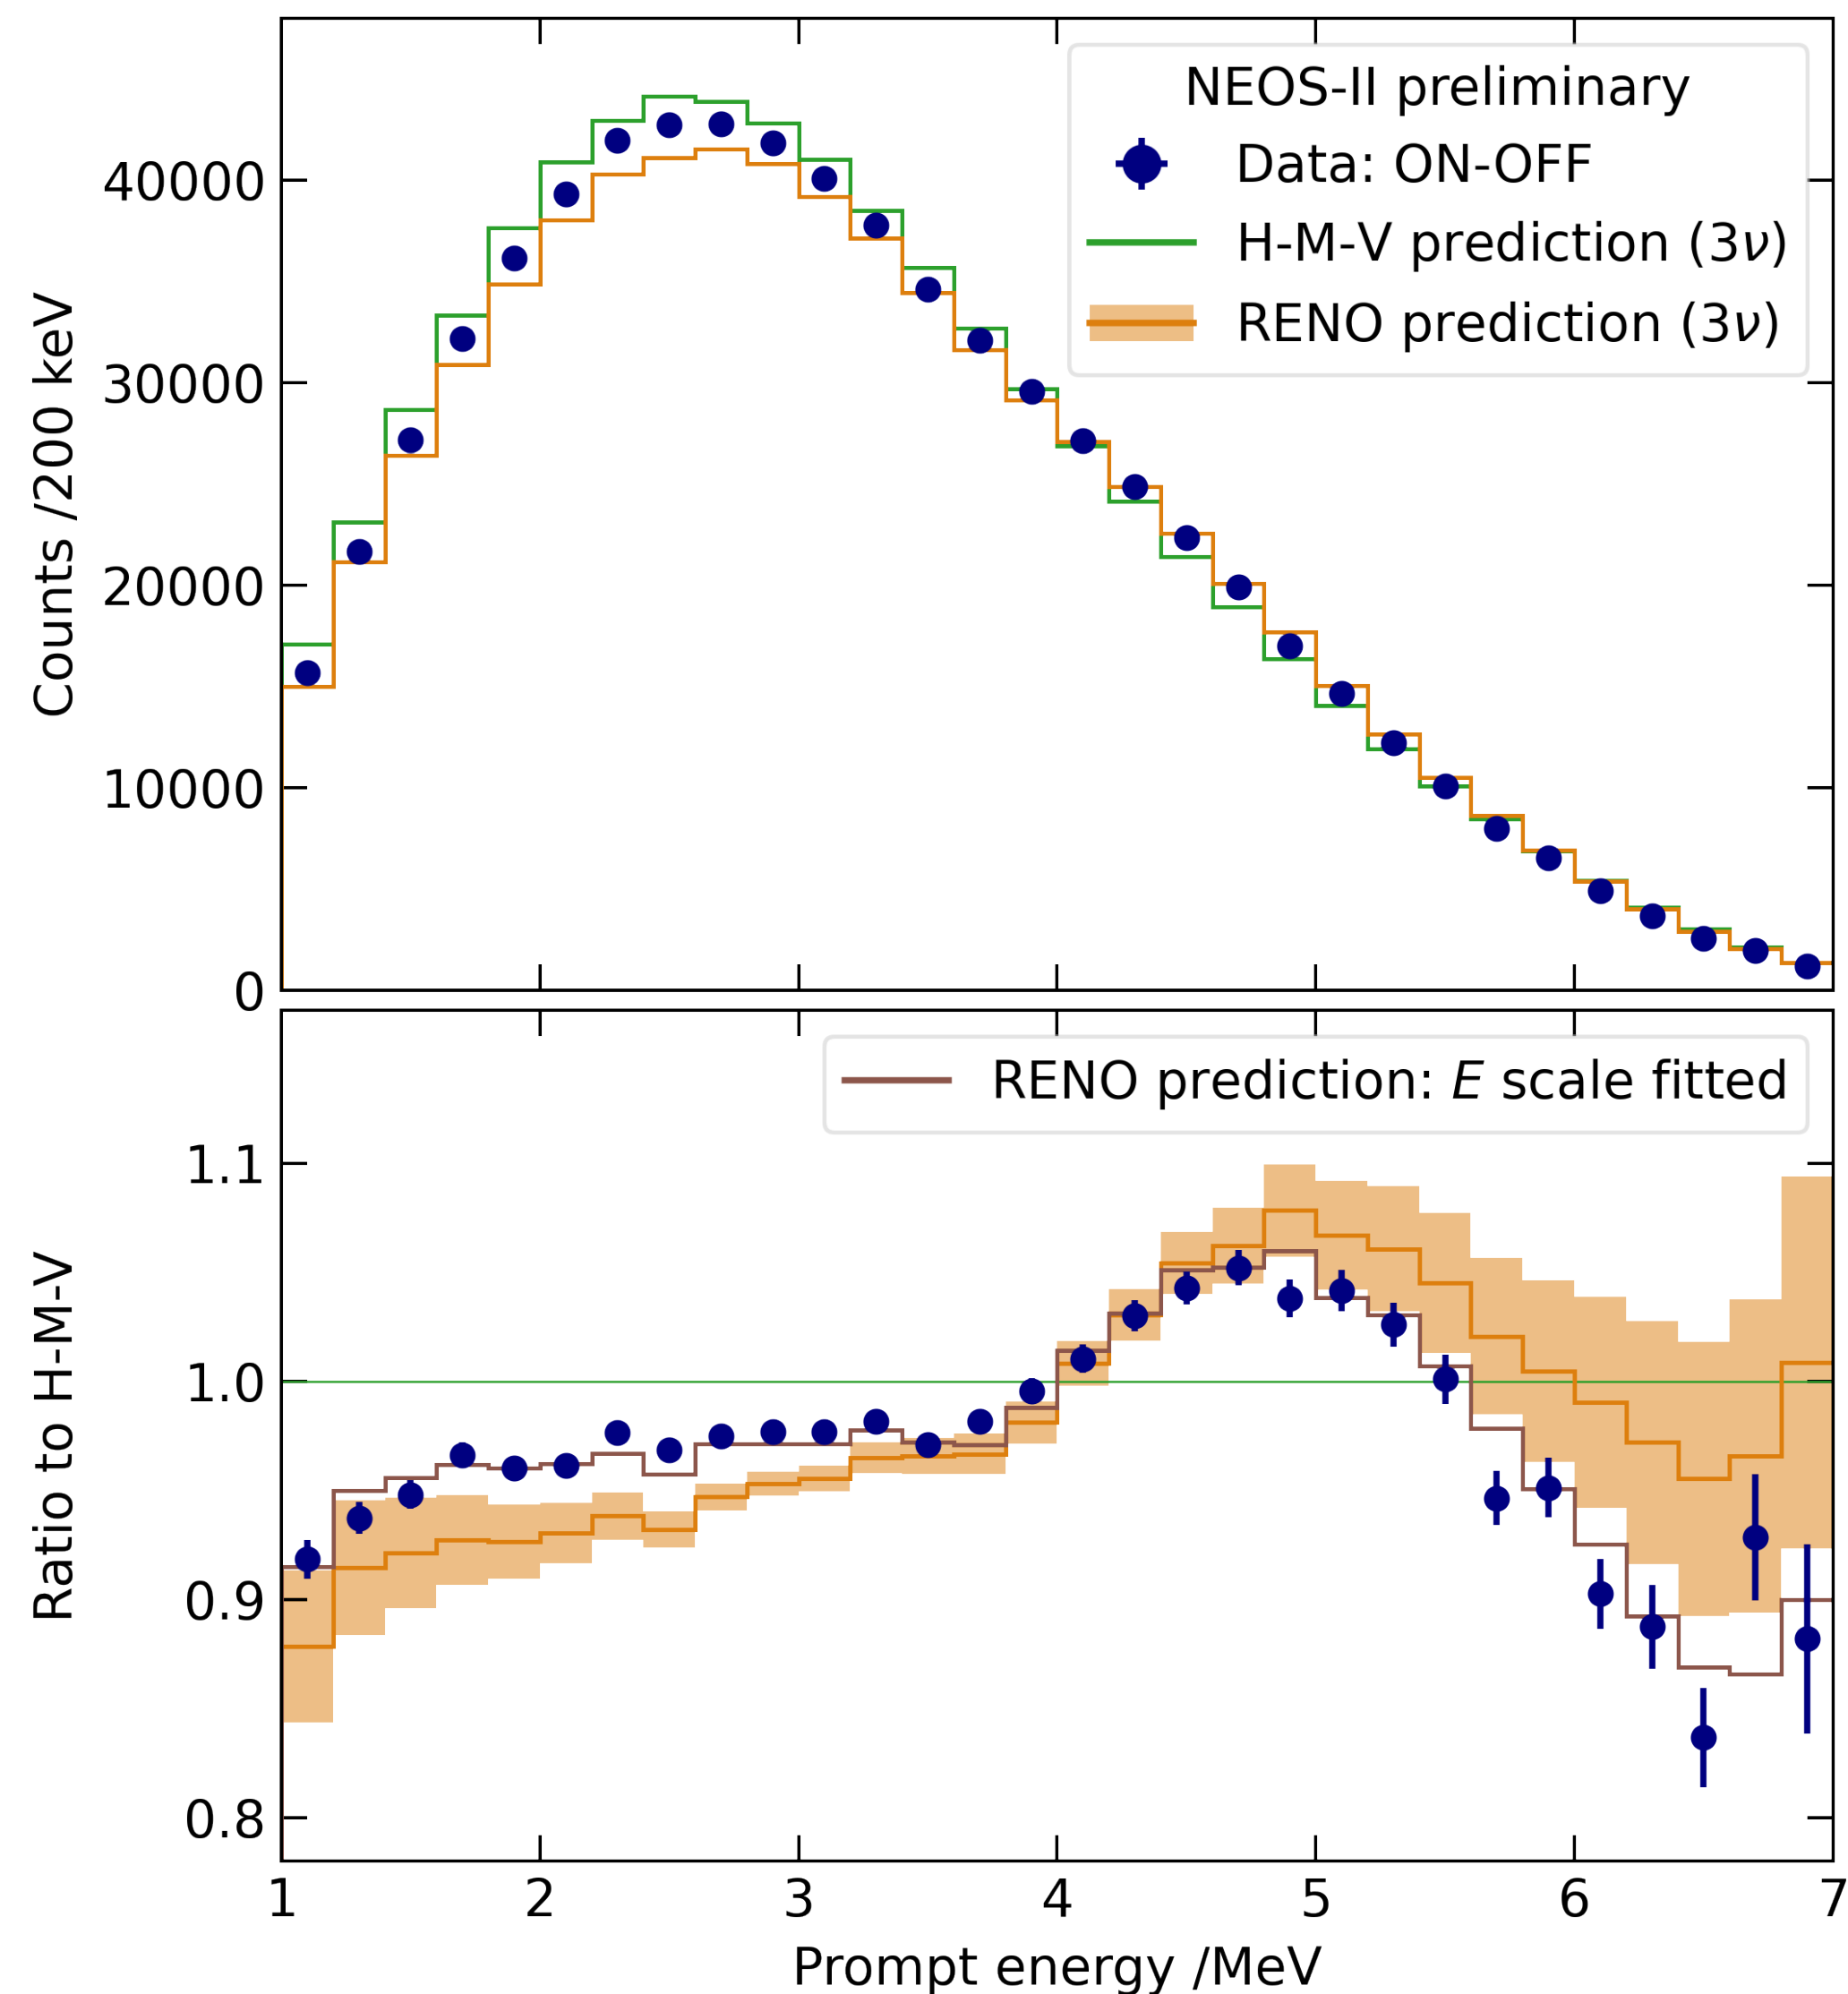 NEOS-II preliminary
Data: ON-OFF
H-M-V prediction (3ν)
RENO prediction (3ν)
Counts /200 keV
40000
30000
20000
10000
0
RENO prediction: E scale fitted
Ratio to H-M-V
1.1
1.0
0.9
0.8
1 2 3 4 5 6 7
Prompt energy /MeV